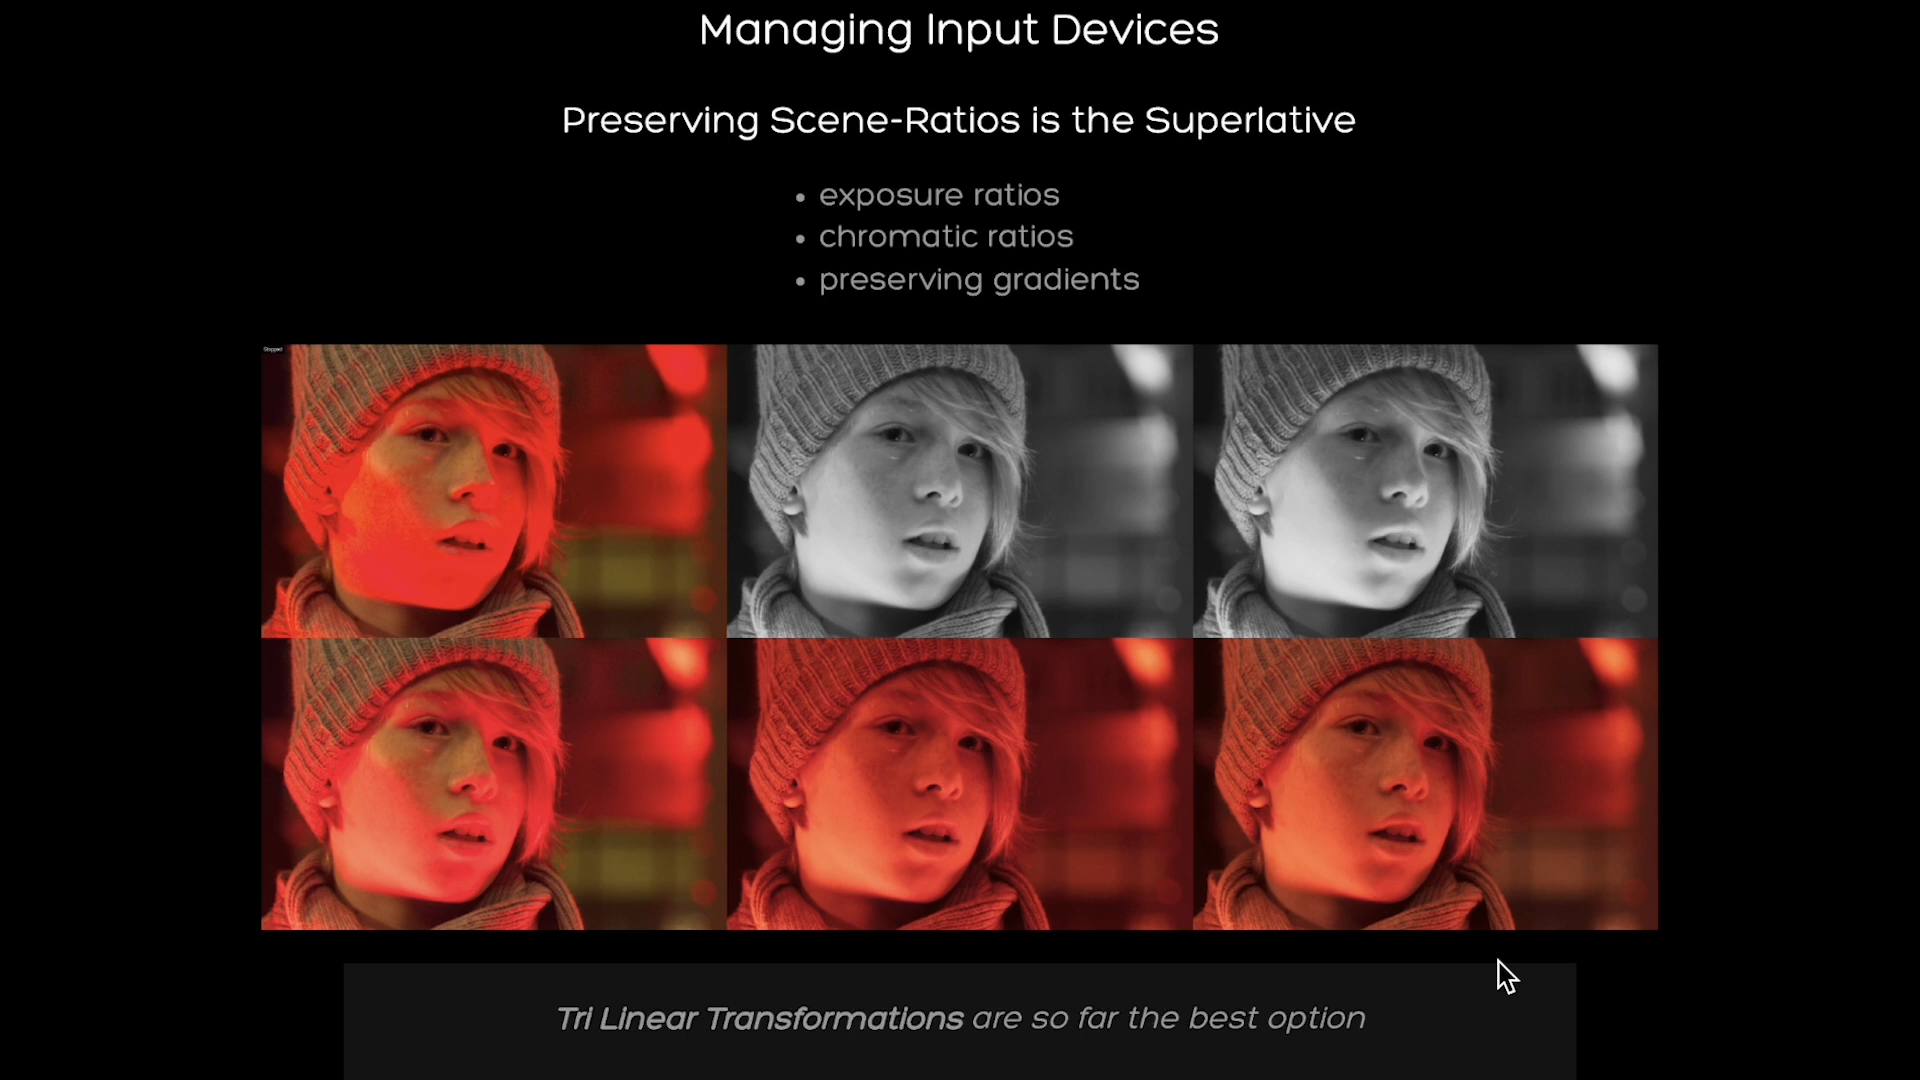 Managing Input Devices
Preserving Scene-Ratios is the Superlative
• exposure ratios
• chromatic ratios
• preserving gradients
Stopped
Tri Linear Transformations are so far the best option